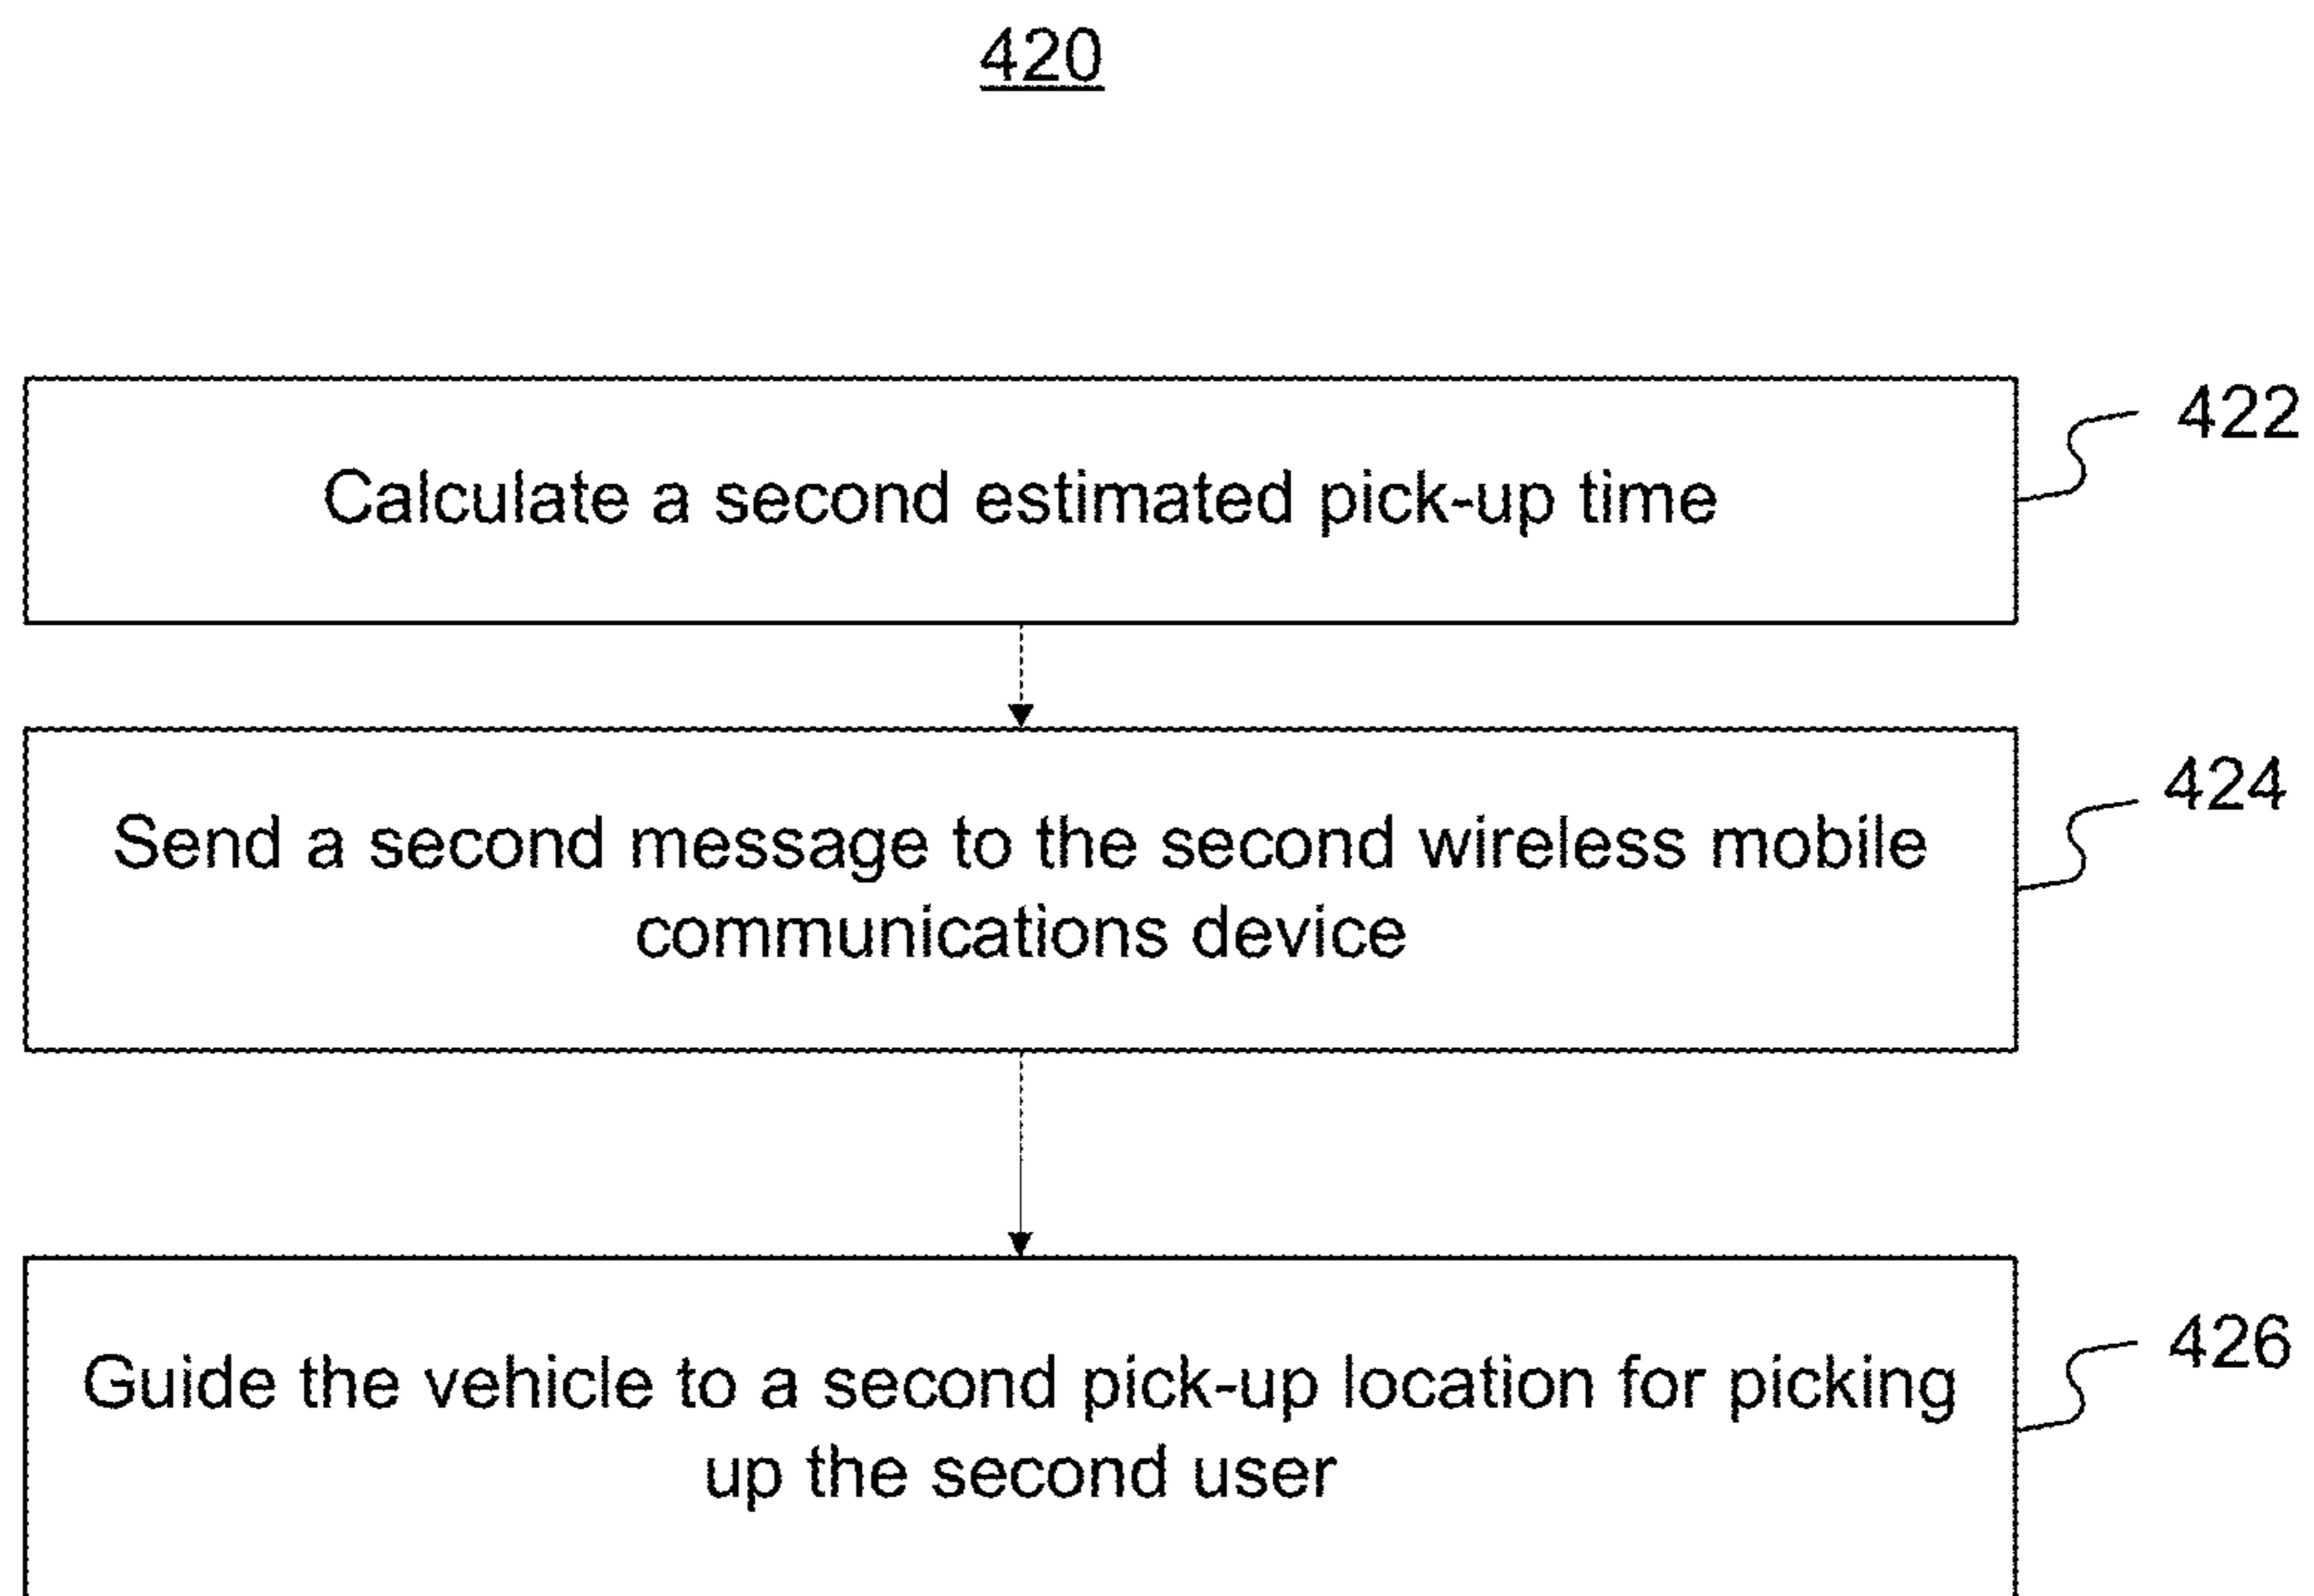 420
Calculate a second estimated pick-up time
422
Send a second message to the second wireless mobile
communications device
424
Guide the vehicle to a second pick-up location for picking
up the second user
426